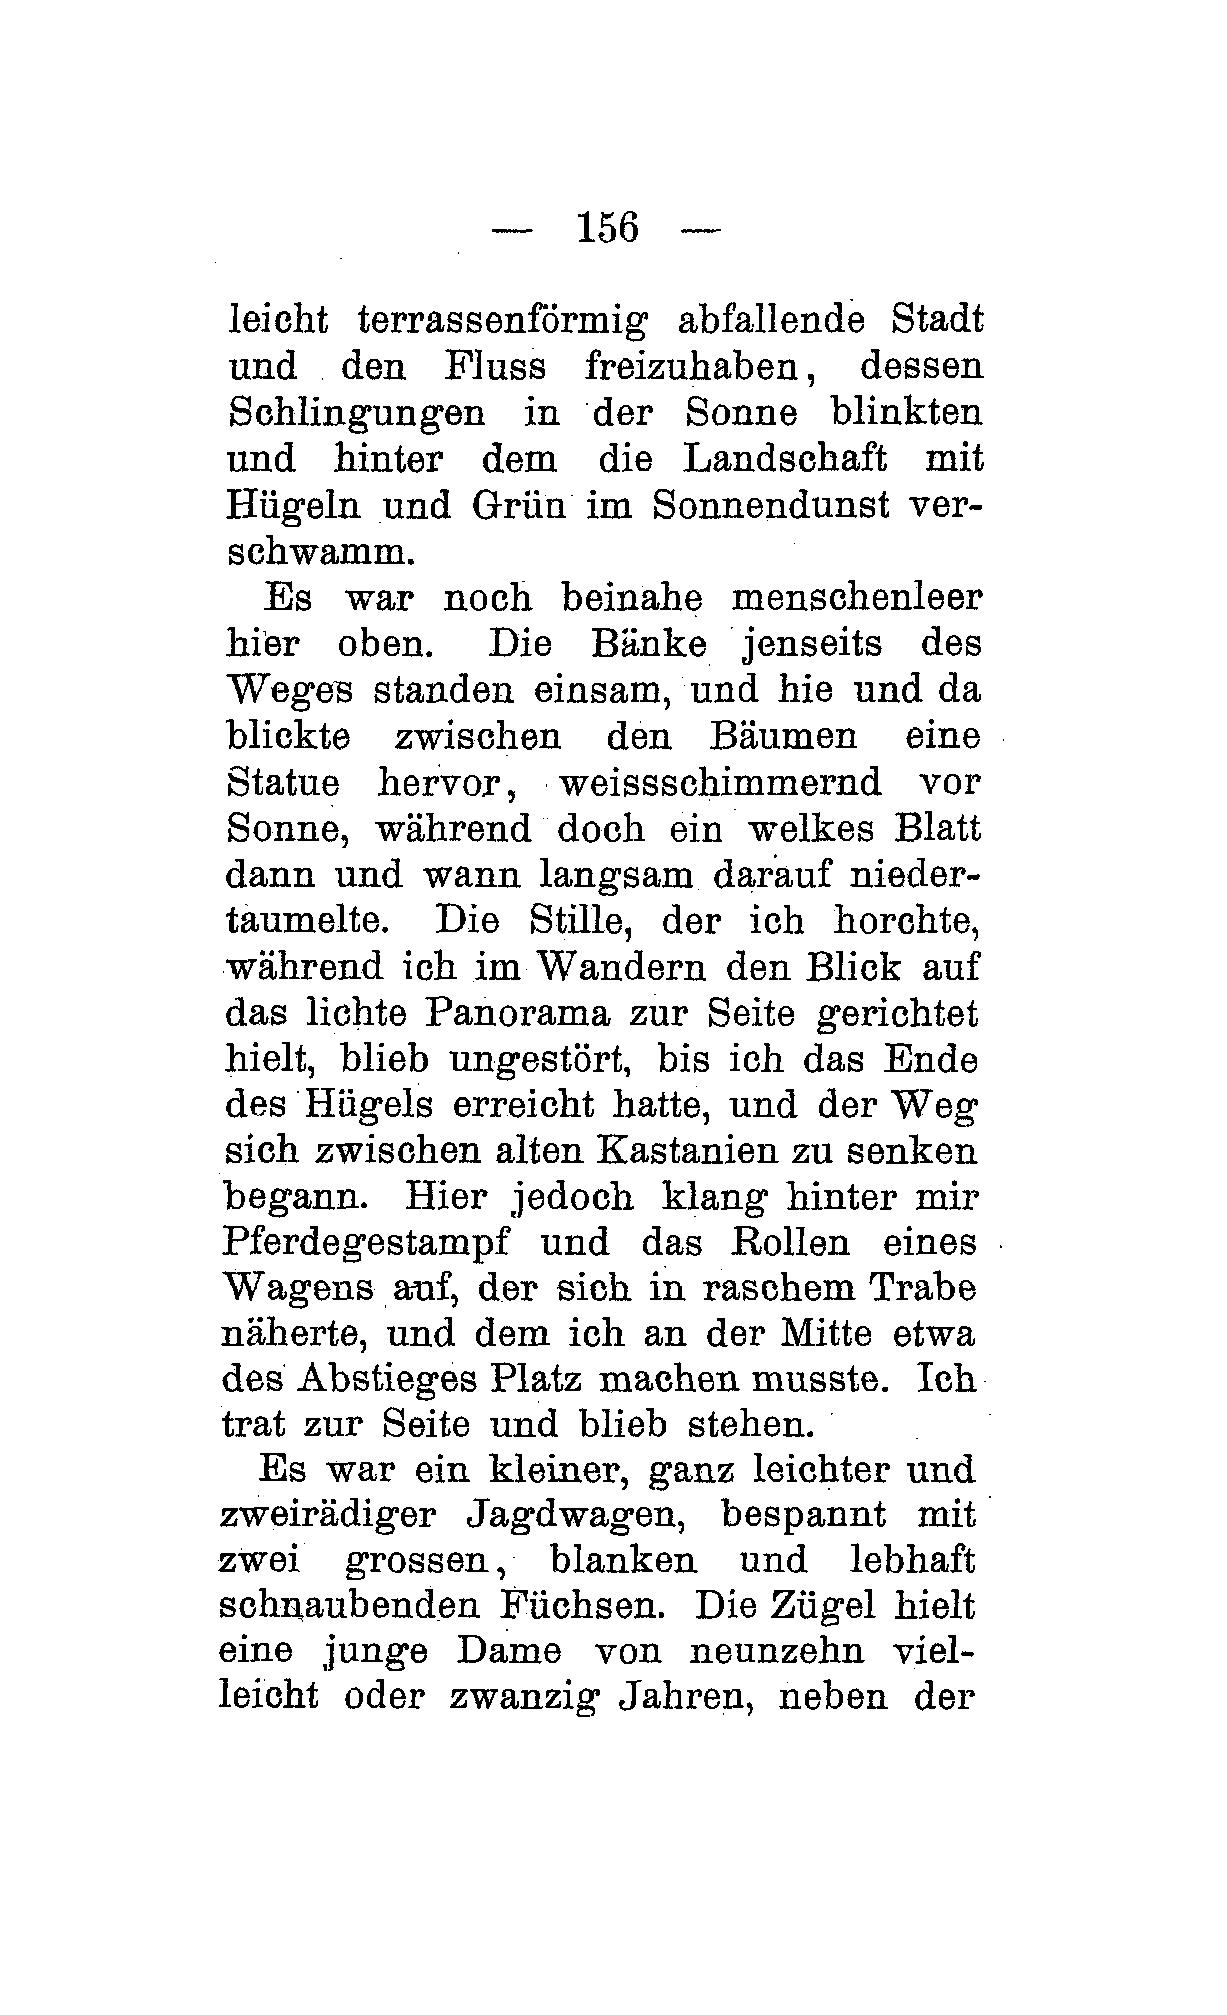 — 156 —
leicht terrassenförmig abfallende Stadt
und den Fluss freizuhaben, dessen
Schlingungen in der Sonne blinkten
und hinter dem die Landschaft mit
Hügeln und Grün im Sonnendunst ver-
schwamm.
Es war noch beinahe menschenleer
hier oben. Die Bänke jenseits des
Weges standen einsam, und hie und da
blickte zwischen den Bäumen eine
Statue hervor, weissschimmernd vor
Sonne, während doch ein welkes Blatt
dann und wann langsam darauf nieder-
taumelte. Die Stille, der ich horchte,
während ich im Wandern den Blick auf
das lichte Panorama zur Seite gerichtet
hielt, blieb ungestört, bis ich das Ende
des Hügels erreicht hatte, und der Weg
sich zwischen alten Kastanien zu senken
begann. Hier jedoch klang hinter mir
Pferdegestampf und das Rollen eines
Wagens auf, der sich in raschem Trabe
näherte, und dem ich an der Mitte etwa
des Abstieges Platz machen musste. Ich
trat zur Seite und blieb stehen.
Es war ein kleiner, ganz leichter und
zweirädiger Jagdwagen, bespannt mit
zwei grossen, blanken und lebhaft
schnaubenden Füchsen. Die Zügel hielt
eine junge Dame von neunzehn viel-
leicht oder zwanzig Jahren, neben der